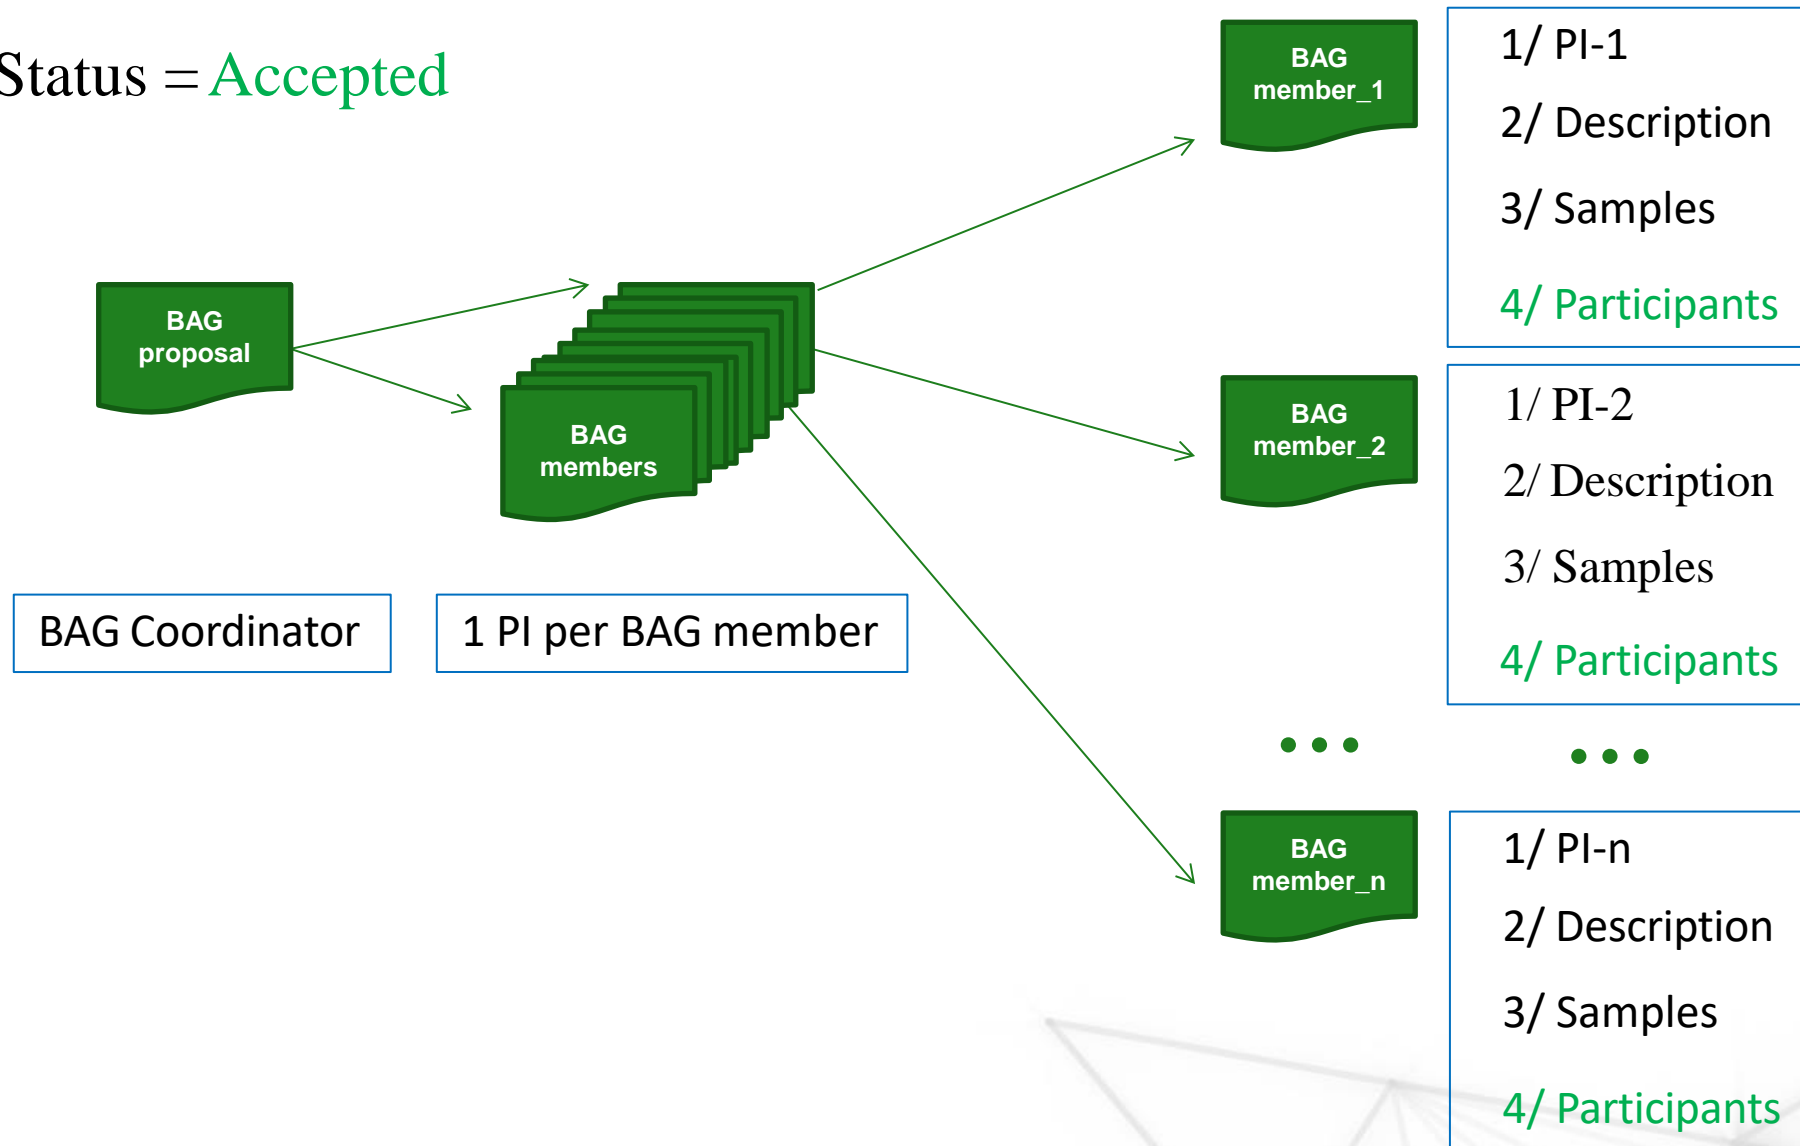 Status = Accepted
BAG
proposal
BAG
members
BAG Coordinator
1 PI per BAG member
BAG
member_1
1/ PI-1
2/ Description
3/ Samples
4/ Participants
BAG
member_2
1/ PI-2
2/ Description
3/ Samples
4/ Participants
...
...
BAG
member_n
1/ PI-n
2/ Description
3/ Samples
4/ Participants